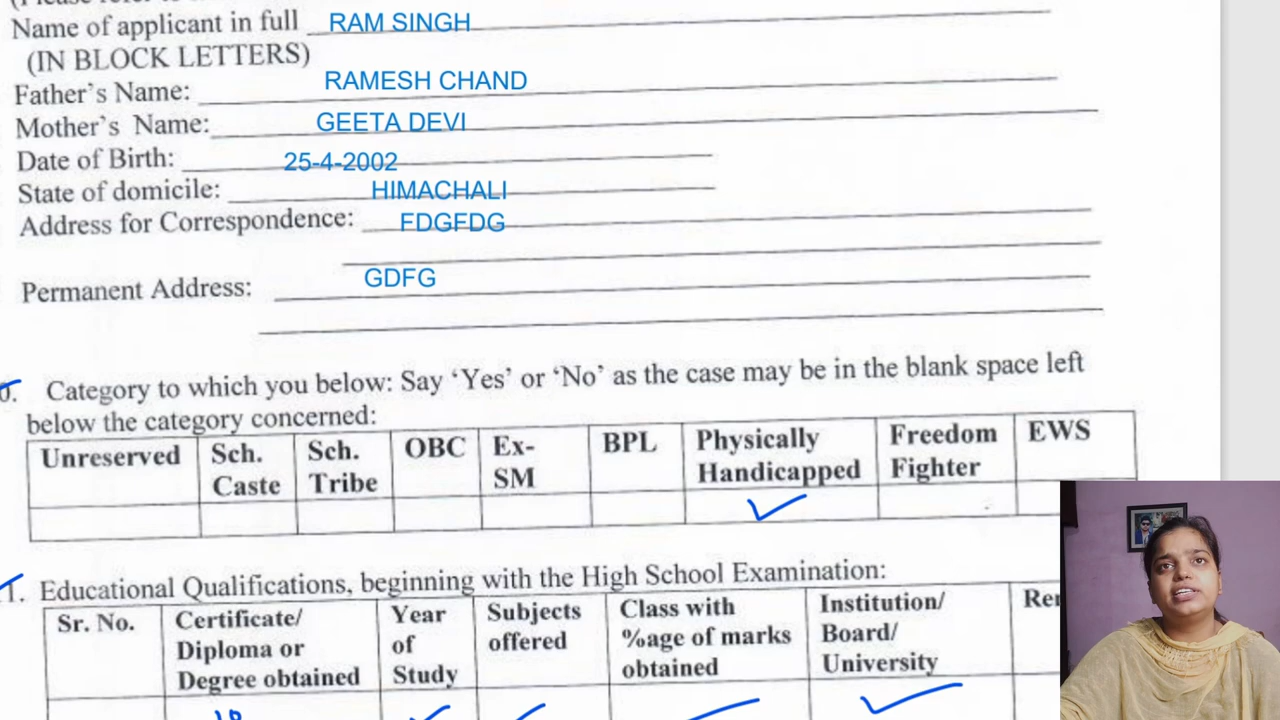 Name of applicant in full RAM SINGH
(IN BLOCK LETTERS)
Father's Name: RAMESH CHAND
Mother's Name: GEETA DEVI
Date of Birth: 25-4-2002
State of domicile: HIMACHALI
Address for Correspondence: FDGFDG
Permanent Address: GDFG
Category to which you below: Say 'Yes' or 'No' as the case may be in the blank space left
below the category concerned:
Unreserved Sch. Caste Sch. Tribe OBC Ex-SM BPL Physically Handicapped Freedom Fighter EWS
Educational Qualifications, beginning with the High School Examination:
Sr. No. Certificate/ Diploma or Degree obtained Year of Study Subjects offered Class with %age of marks obtained Institution/ Board/ University